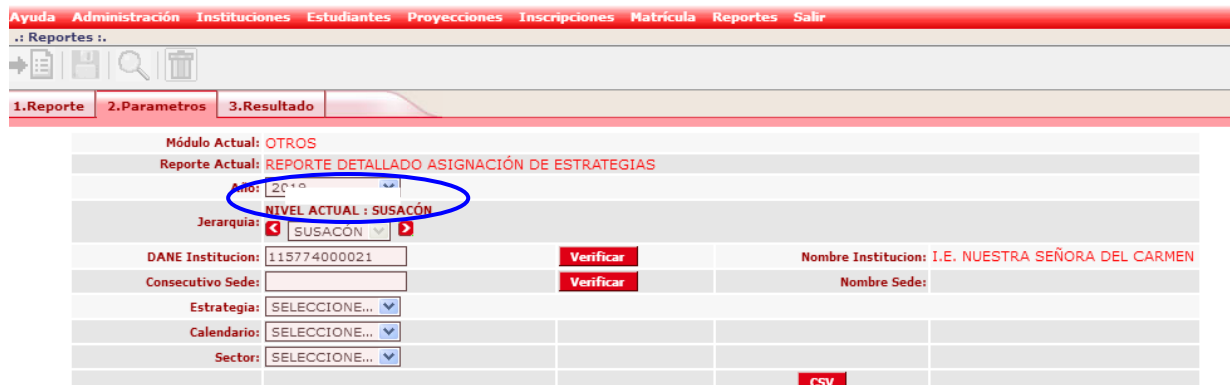 Ayuda Administración Instituciones Estudiantes Proyecciones Inscripciones Matrícula Reportes Salir
.: Reportes :.
1.Reporte 2.Parametros 3.Resultado
Módulo Actual: OTROS
Reporte Actual: REPORTE DETALLADO ASIGNACIÓN DE ESTRATEGIAS
Año:
NIVEL ACTUAL : SUSACÓN
Jerarquia: SUSACÓN
DANE Institucion: 115774000021 Verificar Nombre Institucion: I.E. NUESTRA SEÑORA DEL CARMEN
Consecutivo Sede: Verificar Nombre Sede:
Estrategia: SELECCIONE...
Calendario: SELECCIONE...
Sector: SELECCIONE...
CSV